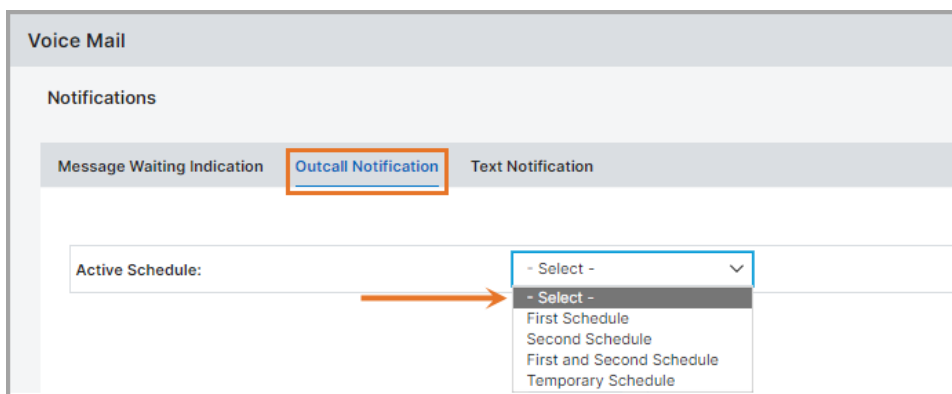 Voice Mail
Notifications
Message Waiting Indication Outcall Notification Text Notification
Active Schedule: - Select -
- Select -
First Schedule
Second Schedule
First and Second Schedule
Temporary Schedule